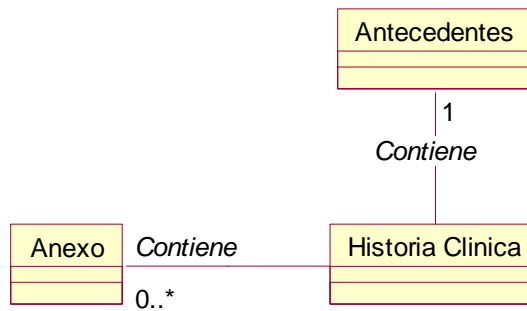 Antecedentes
1
Contiene
Anexo
Contiene
Historia Clinica
0..*